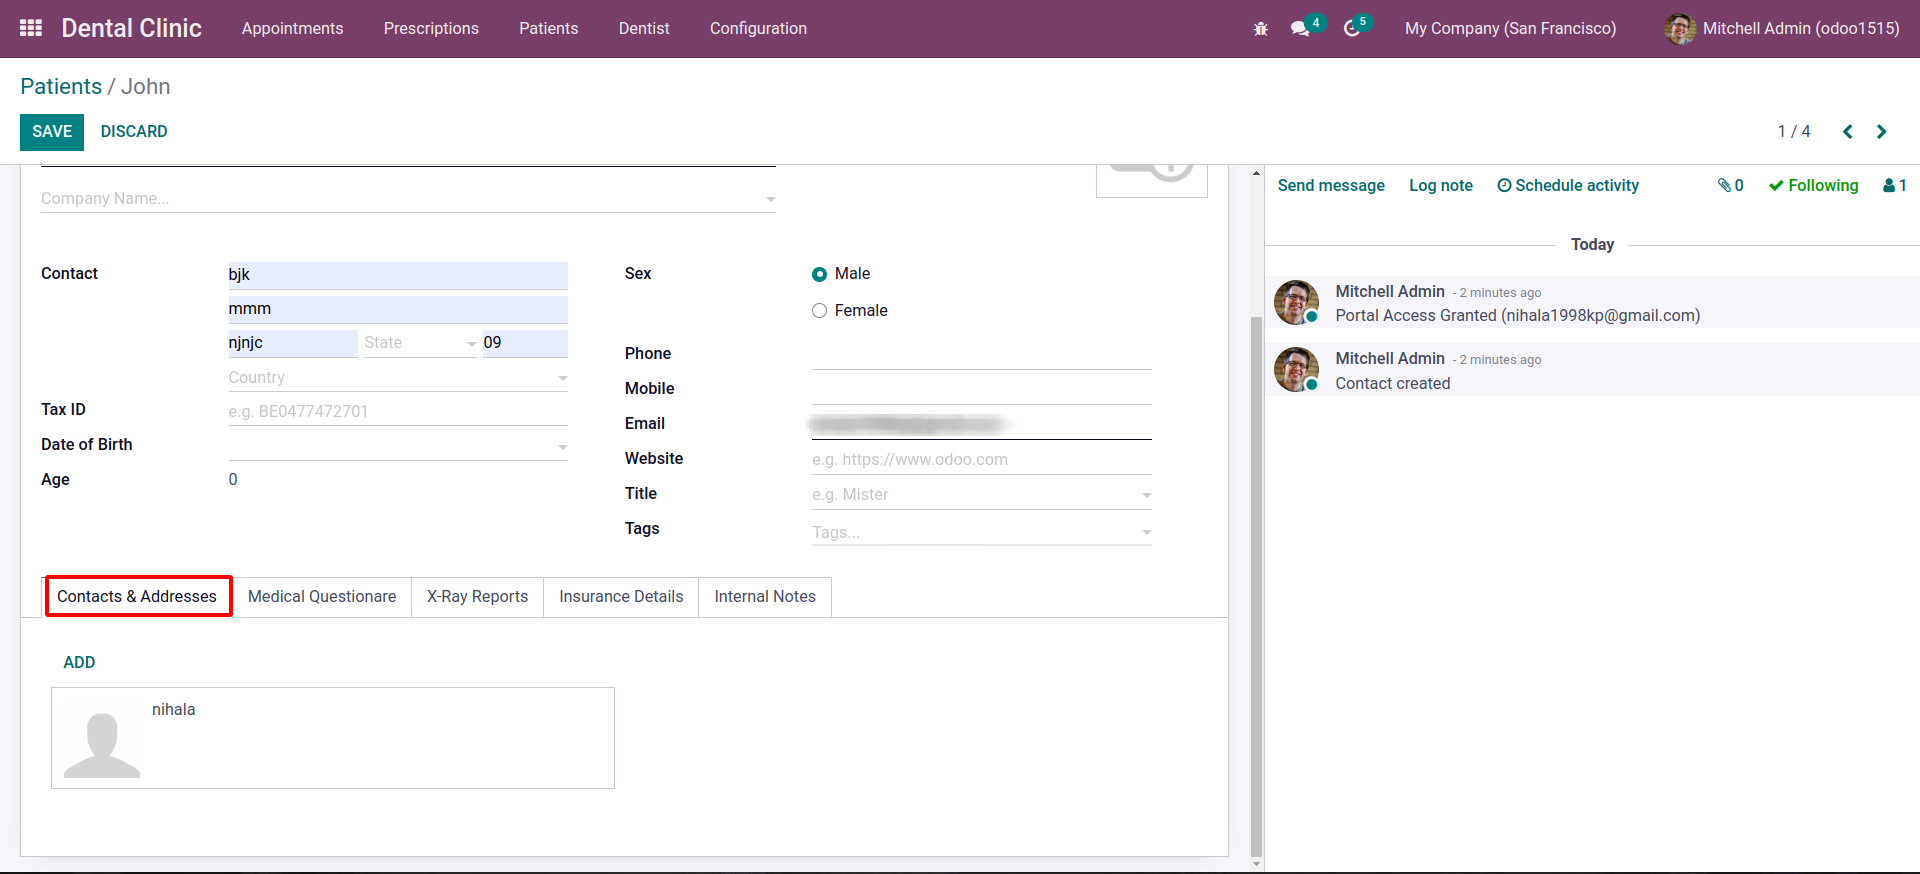 Dental Clinic Appointments Prescriptions Patients Dentist Configuration 4 5 My Company (San Francisco) Mitchell Admin (odoo1515)
Patients / John
SAVE DISCARD 1 / 4
Company Name...
Contact
bjk
mmm
njnjc State 09
Country
Tax ID e.g. BE0477472701
Date of Birth
Age 0
Sex Male
Female
Phone
Mobile
Email
Website e.g. https://www.odoo.com
Title e.g. Mister
Tags Tags...
Contacts & Addresses Medical Questionare X-Ray Reports Insurance Details Internal Notes
ADD
nihala
Send message Log note Schedule activity 0 Following 1
Today
Mitchell Admin - 2 minutes ago
Portal Access Granted (nihala1998kp@gmail.com)
Mitchell Admin - 2 minutes ago
Contact created